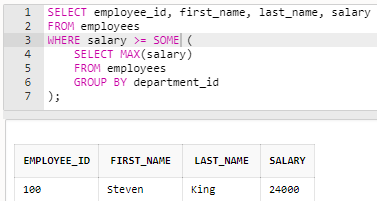 1 SELECT employee_id, first_name, last_name, salary
2 FROM employees
3 WHERE salary >= SOME (
4 SELECT MAX(salary)
5 FROM employees
6 GROUP BY department_id
7 );
EMPLOYEE_ID FIRST_NAME LAST_NAME SALARY
100 Steven King 24000